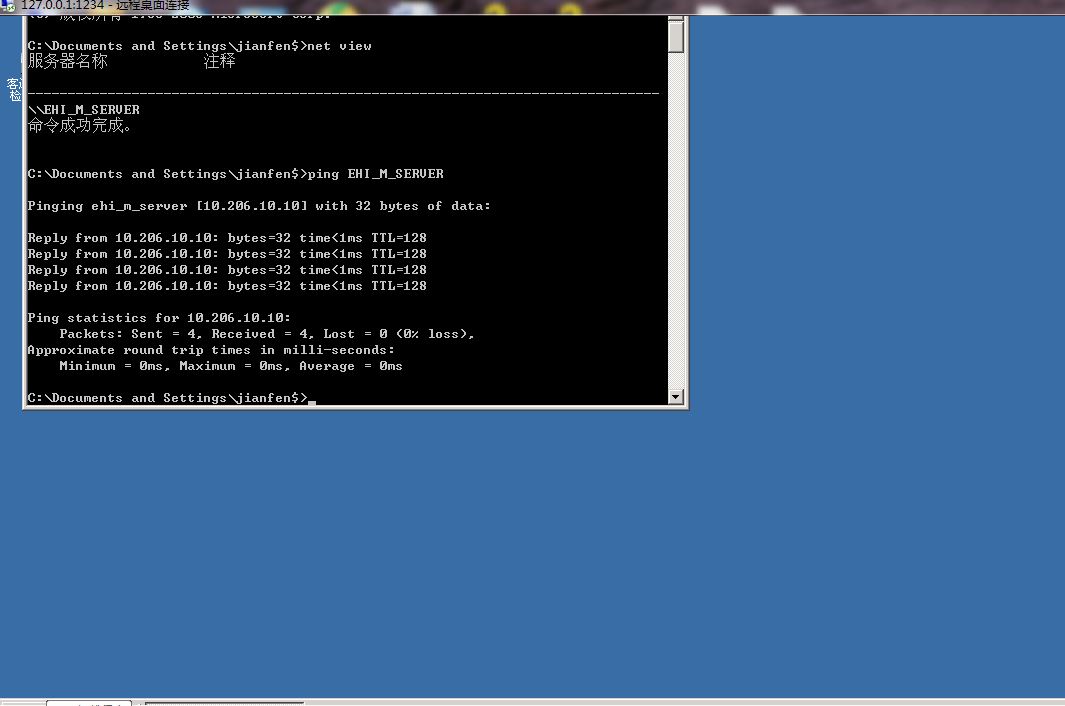 127.0.0.1:1234 - 远程桌面连接
C:\Documents and Settings\jianfen$>net view
服务器名称 注释
-------------------------------------------------------------------------------
\\EHI_M_SERVER
命令成功完成。
C:\Documents and Settings\jianfen$>ping EHI_M_SERVER
Pinging ehi_m_server [10.206.10.10] with 32 bytes of data:
Reply from 10.206.10.10: bytes=32 time<1ms TTL=128
Reply from 10.206.10.10: bytes=32 time<1ms TTL=128
Reply from 10.206.10.10: bytes=32 time<1ms TTL=128
Reply from 10.206.10.10: bytes=32 time<1ms TTL=128
Ping statistics for 10.206.10.10:
Packets: Sent = 4, Received = 4, Lost = 0 (0% loss),
Approximate round trip times in milli-seconds:
Minimum = 0ms, Maximum = 0ms, Average = 0ms
C:\Documents and Settings\jianfen$>_